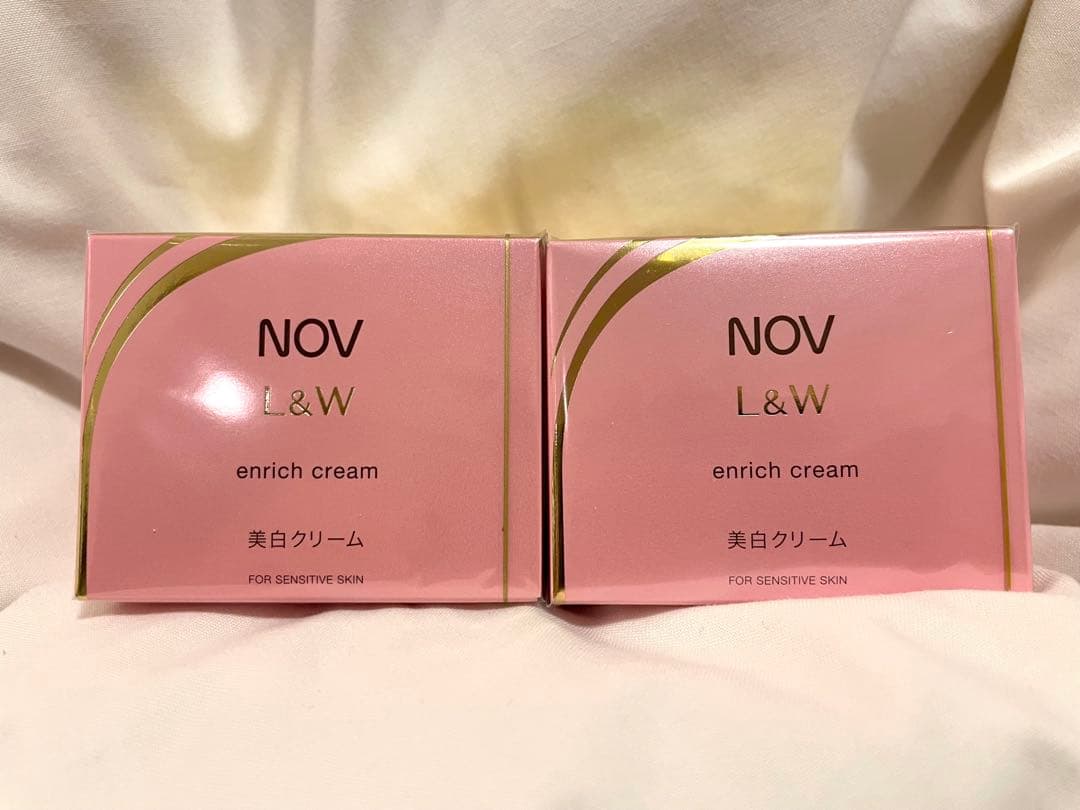 NOV
L&W
enrich cream
美白クリーム
FOR SENSITIVE SKIN
NOV
L&W
enrich cream
美白クリーム
FOR SENSITIVE SKIN